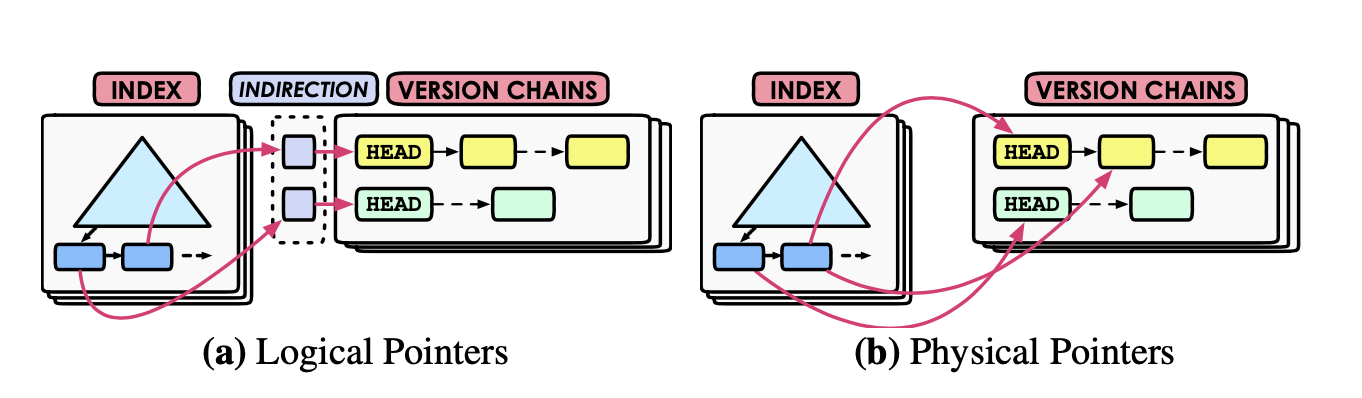 INDEX INDIRECTION VERSION CHAINS
HEAD
HEAD
(a) Logical Pointers
INDEX VERSION CHAINS
HEAD
HEAD
(b) Physical Pointers